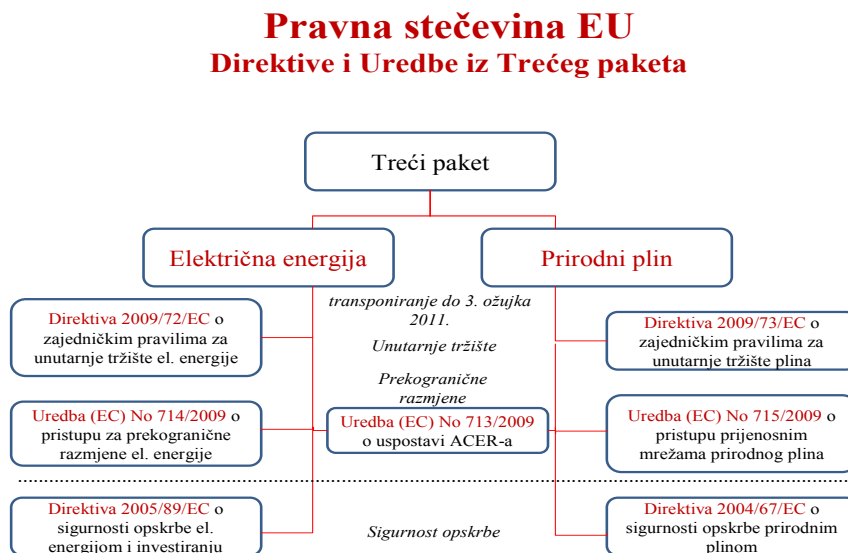 Pravna stečevina EU
Direktive i Uredbe iz Trećeg paketa
Treći paket
Električna energija
Prirodni plin
transponiranje do 3. ožujka
2011.
Direktiva 2009/72/EC o
zajedničkim pravilima za
unutarnje tržište el. energije
Direktiva 2009/73/EC o
zajedničkim pravilima za
unutarnje tržište plina
Unutarnje tržište
Prekogranične
razmjene
Uredba (EC) No 714/2009 o
pristupu za prekogranične
razmjene el. energije
Uredba (EC) No 713/2009
o uspostavi ACER-a
Uredba (EC) No 715/2009 o
pristupu prijenosnim
mrežama prirodnog plina
Direktiva 2005/89/EC o
sigurnosti opskrbe el.
energijom i investiranju
Sigurnost opskrbe
Direktiva 2004/67/EC o
sigurnosti opskrbe prirodnim
plinom